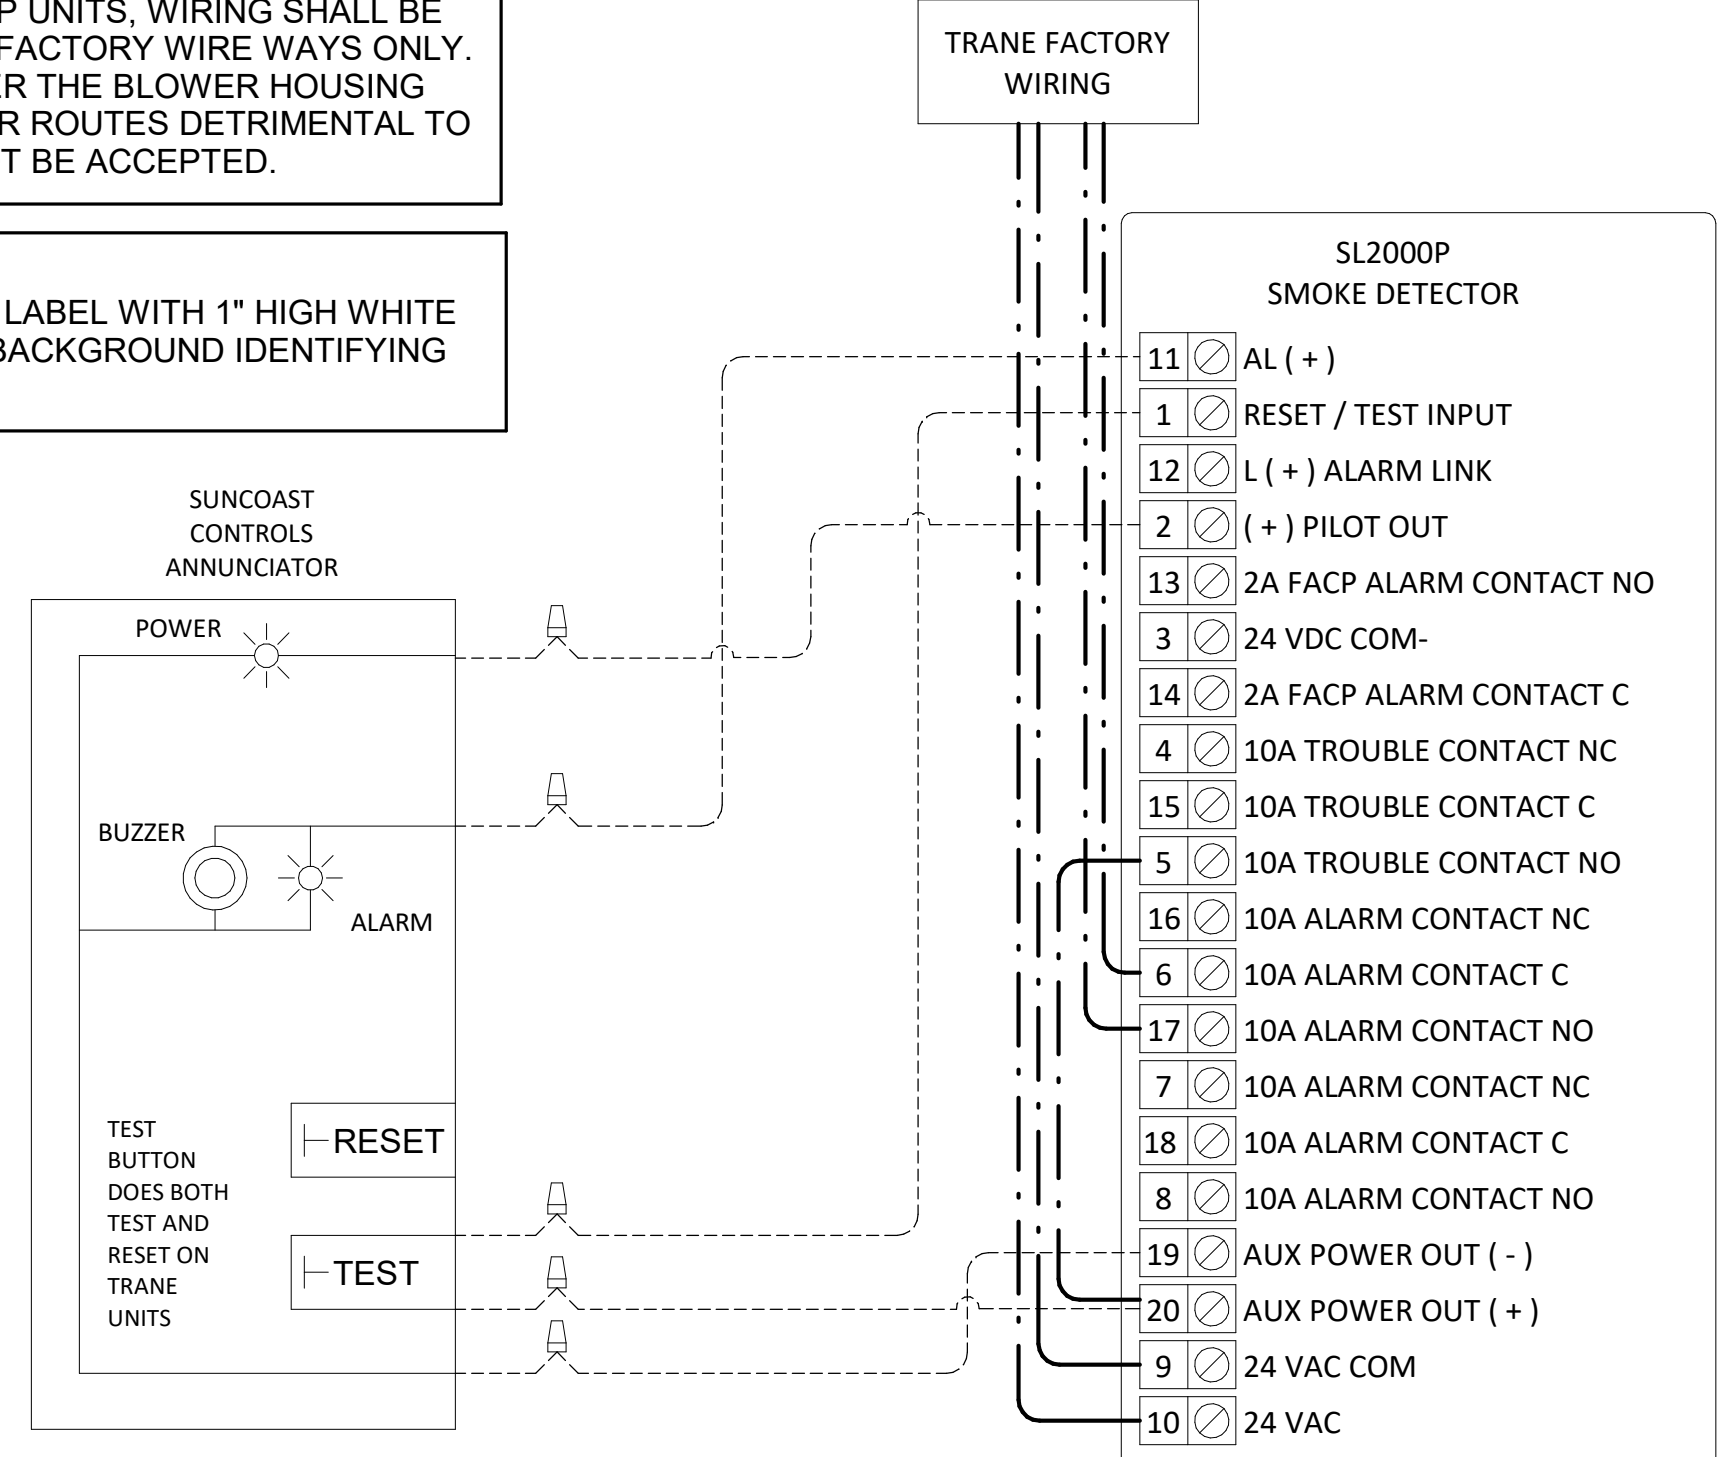 P UNITS, WIRING SHALL BE
FACTORY WIRE WAYS ONLY.
ER THE BLOWER HOUSING
R ROUTES DETRIMENTAL TO
T BE ACCEPTED.
LABEL WITH 1" HIGH WHITE
BACKGROUND IDENTIFYING
TRANE FACTORY
WIRING
SUNCOAST
CONTROLS
ANNUNCIATOR
POWER
BUZZER
ALARM
RESET
TEST
TEST
BUTTON
DOES BOTH
TEST AND
RESET ON
TRANE
UNITS
SL2000P
SMOKE DETECTOR
11 AL ( + )
1 RESET / TEST INPUT
12 L ( + ) ALARM LINK
2 ( + ) PILOT OUT
13 2A FACP ALARM CONTACT NO
3 24 VDC COM-
14 2A FACP ALARM CONTACT C
4 10A TROUBLE CONTACT NC
15 10A TROUBLE CONTACT C
5 10A TROUBLE CONTACT NO
16 10A ALARM CONTACT NC
6 10A ALARM CONTACT C
17 10A ALARM CONTACT NO
7 10A ALARM CONTACT NC
18 10A ALARM CONTACT C
8 10A ALARM CONTACT NO
19 AUX POWER OUT ( - )
20 AUX POWER OUT ( + )
9 24 VAC COM
10 24 VAC